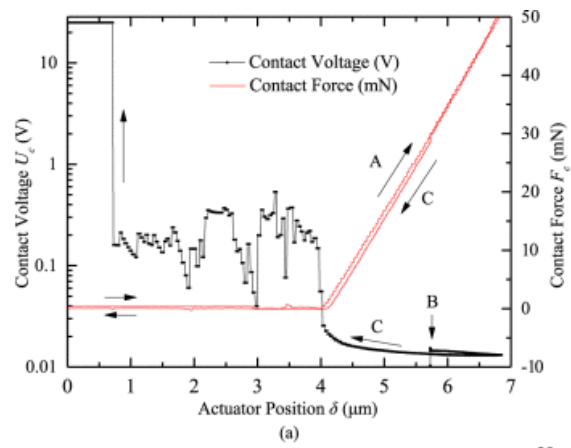 Contact Voltage (V)
Contact Force (mN)
Contact Voltage U_c (V)
10
1
0.1
0.01
Contact Force F_c (mN)
50
40
30
20
10
0
-10
A
C
B
C
0 1 2 3 4 5 6 7
Actuator Position δ (μm)
(a)